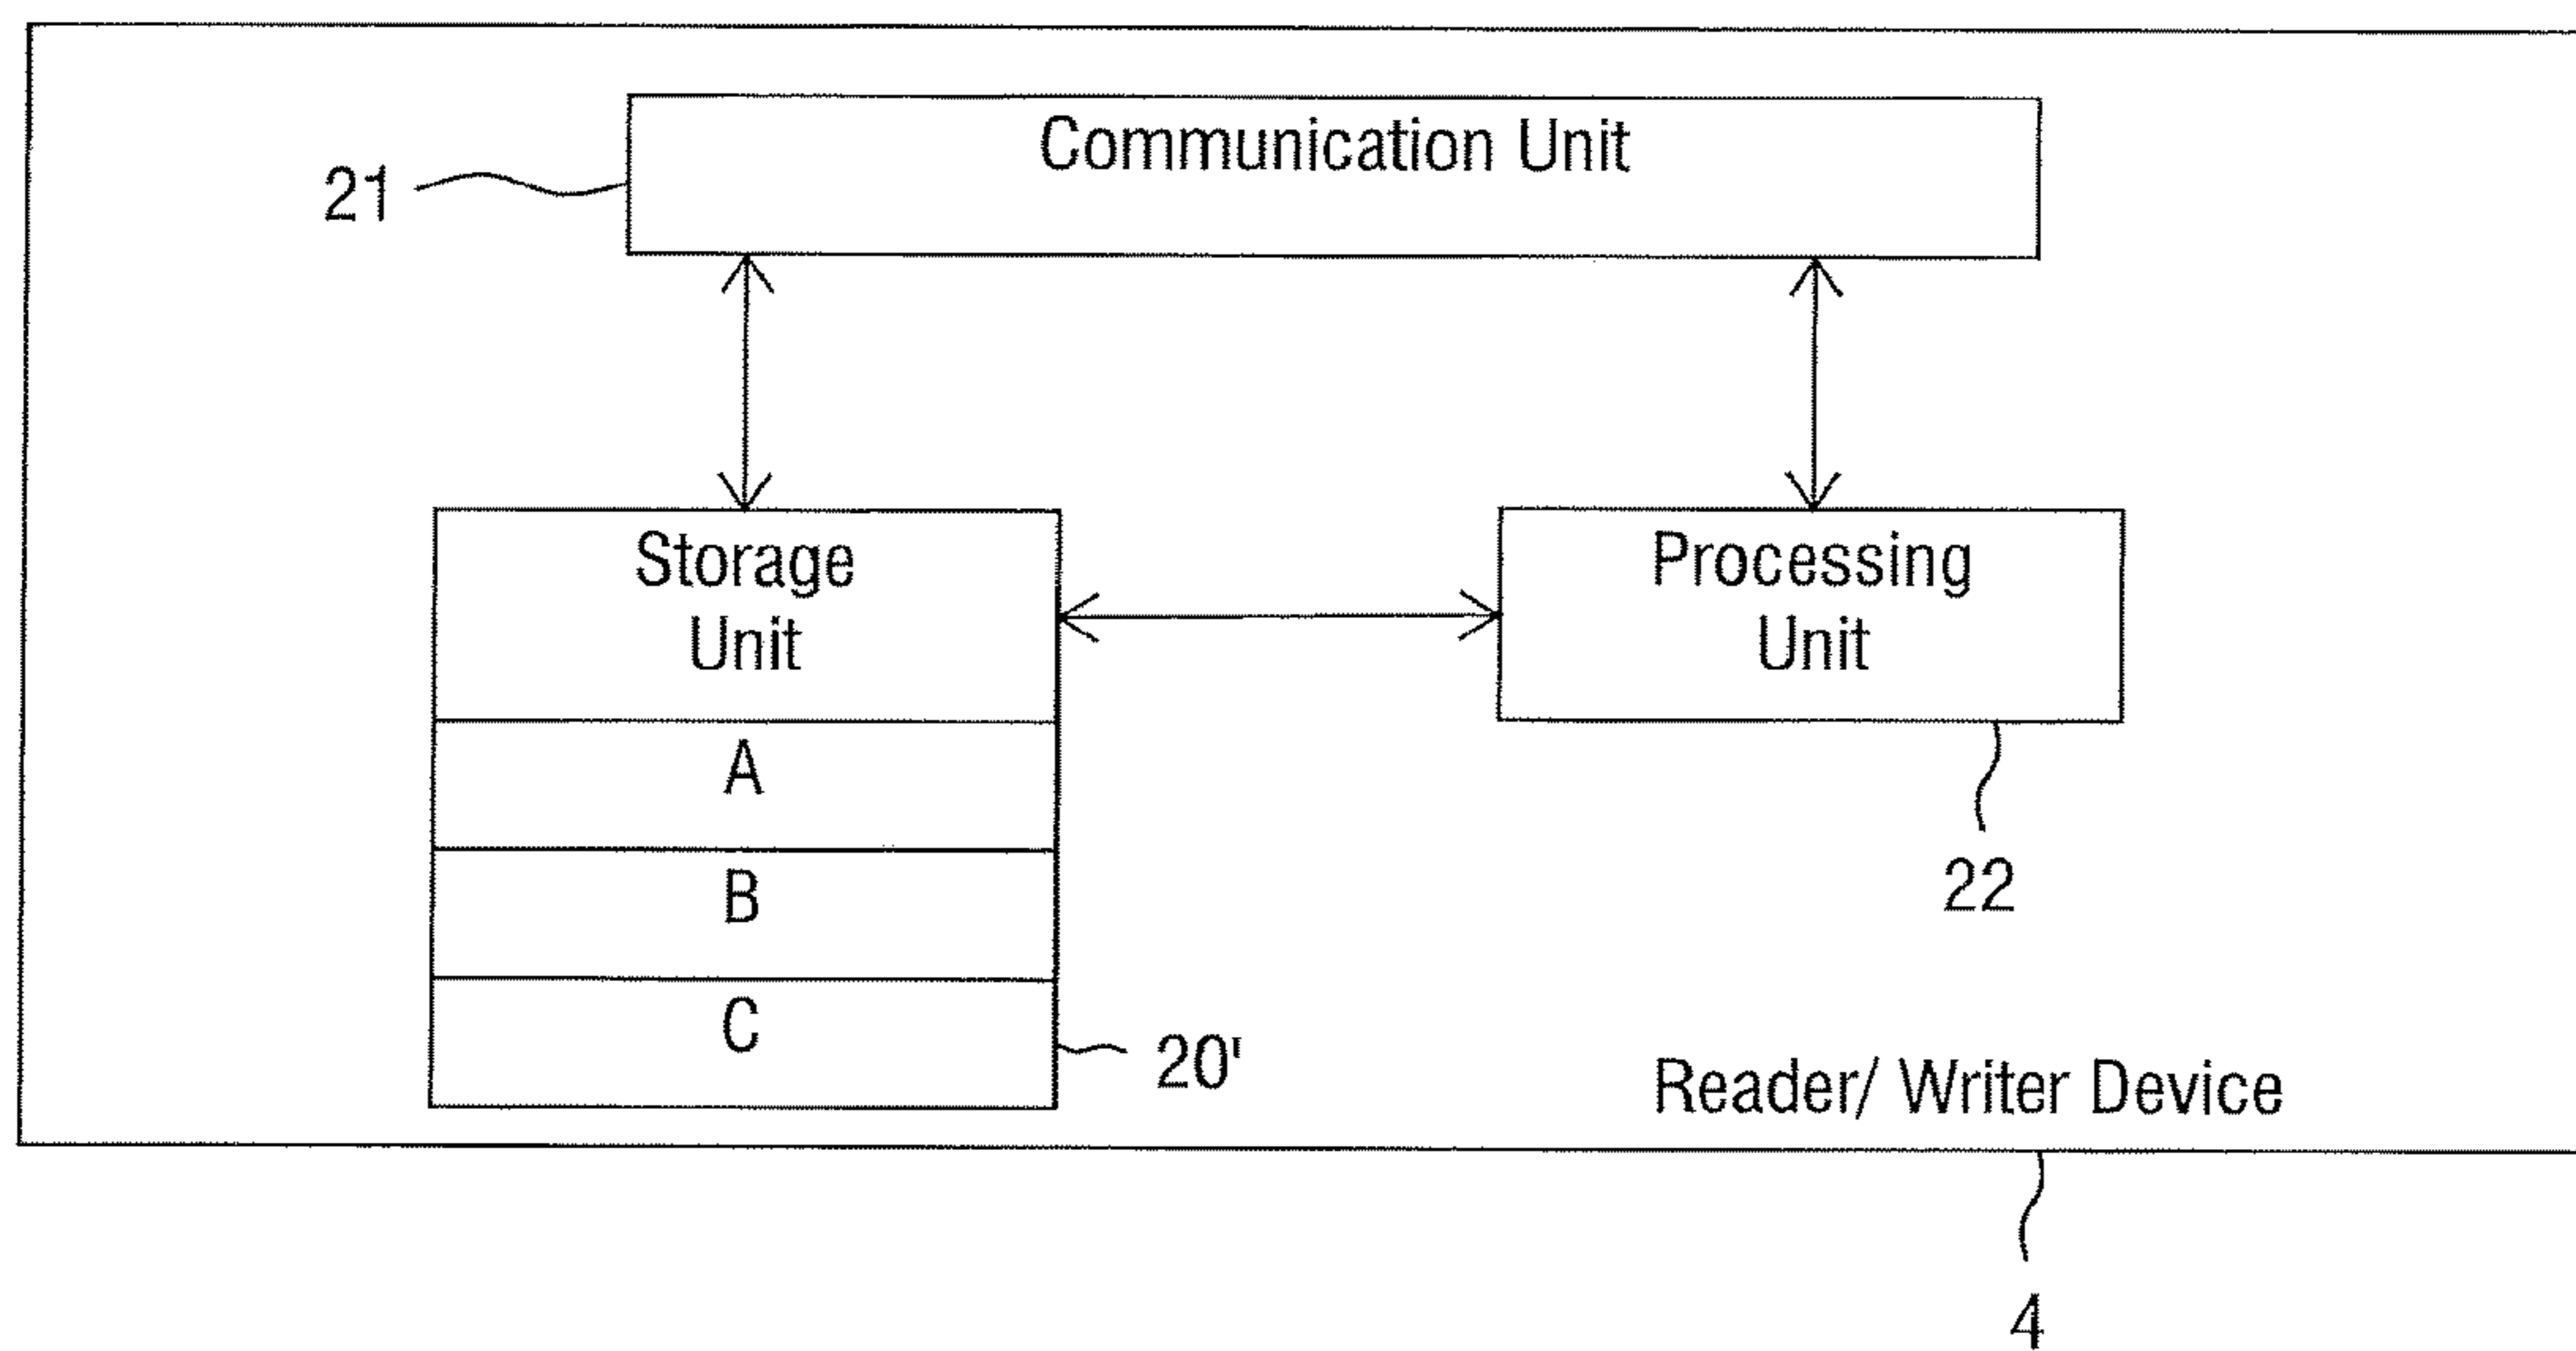 Communication Unit
21
Storage
Unit
Processing
Unit
A
B
22
C
20'
Reader/ Writer Device
4